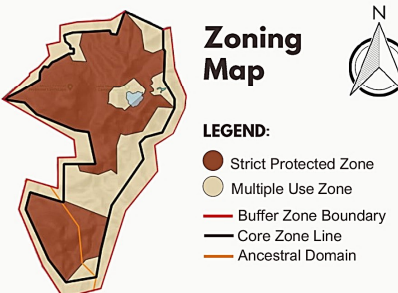 N
Zoning
Map
LEGEND:
Strict Protected Zone
Multiple Use Zone
Buffer Zone Boundary
Core Zone Line
Ancestral Domain